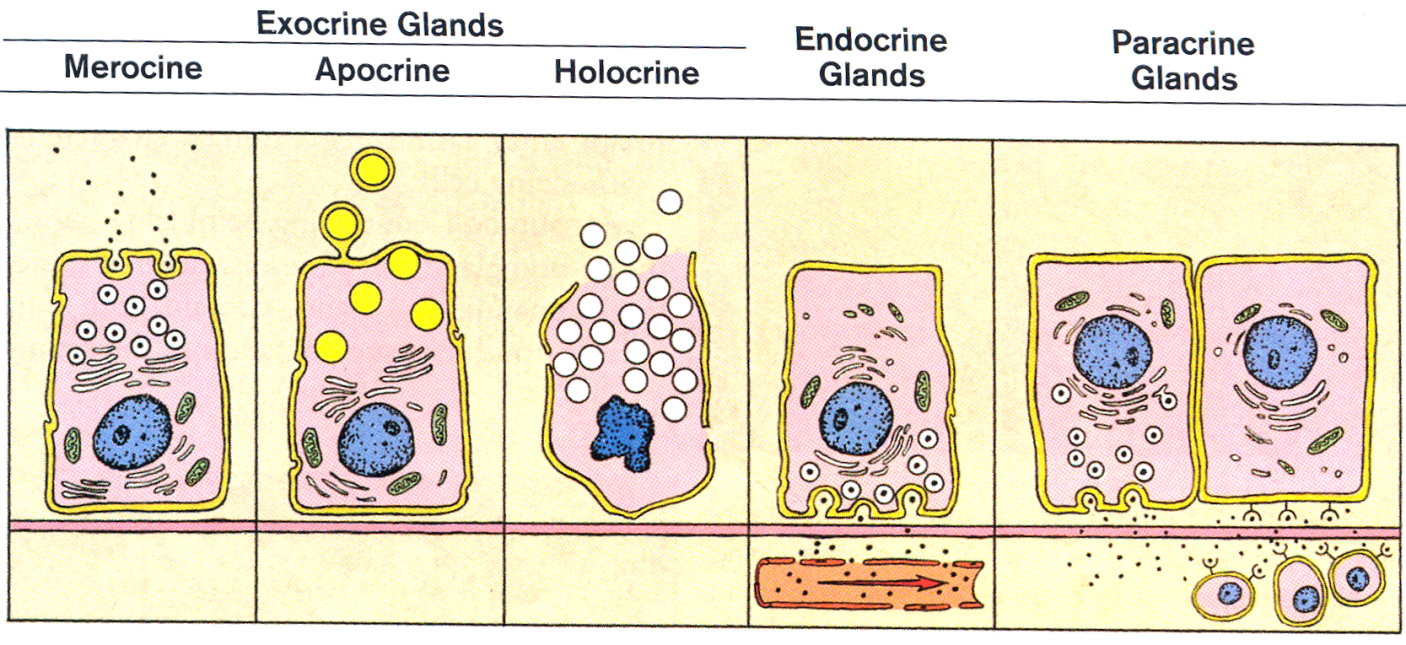 Exocrine Glands
Merocine
Apocrine
Holocrine
Endocrine
Glands
Paracrine
Glands